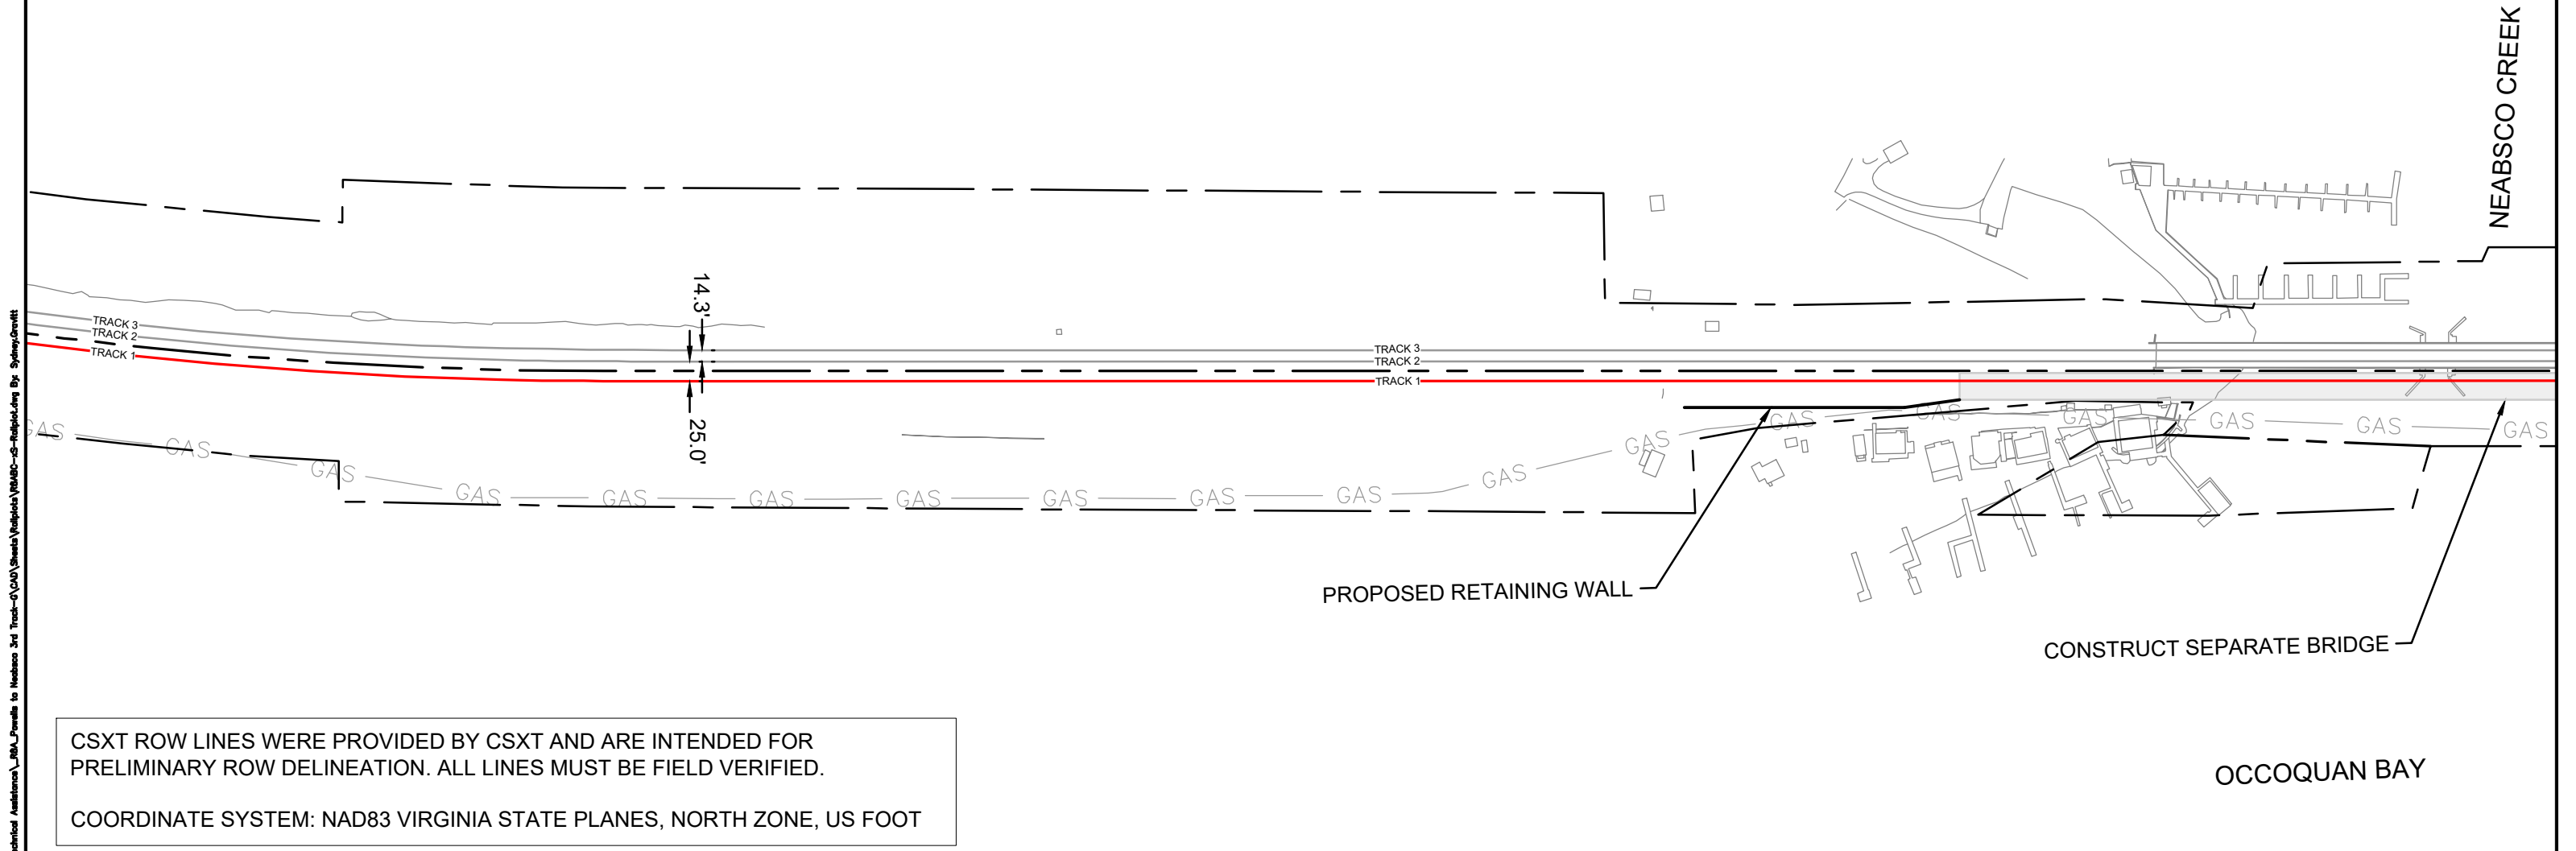 NEABSCO CREEK
14.3'
TRACK 3
TRACK 2
TRACK 1
TRACK 3
TRACK 2
TRACK 1
25.0'
GAS GAS GAS GAS GAS GAS GAS GAS GAS GAS GAS GAS GAS GAS GAS GAS GAS GAS
PROPOSED RETAINING WALL
CONSTRUCT SEPARATE BRIDGE
OCCOQUAN BAY
CSXT ROW LINES WERE PROVIDED BY CSXT AND ARE INTENDED FOR
PRELIMINARY ROW DELINEATION. ALL LINES MUST BE FIELD VERIFIED.
COORDINATE SYSTEM: NAD83 VIRGINIA STATE PLANES, NORTH ZONE, US FOOT